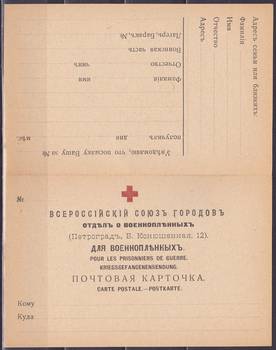 Адресъ семьи или близкихъ:
Фамилія
Имя
Отчество
Адресъ
Лагерь, Баракъ, №
Воинская часть
Отчество чинъ
Фамилія имя
получилъ дня мѣс.
Увѣдомляю, что посылку Вашу за №
№
ВСЕРОССІЙСКІЙ СОЮЗЪ ГОРОДОВЪ
ОТДѢЛЪ О ВОЕННОПЛѢННЫХЪ
(Петроградъ, Б. Конюшенная, 12).
ДЛЯ ВОЕННОПЛѢННЫХЪ.
POUR LES PRISONNIERS DE GUERRE.
KRIEGSGEFANGENENSENDUNG.
ПОЧТОВАЯ КАРТОЧКА.
CARTE POSTALE.—POSTKARTE.
Кому
Куда